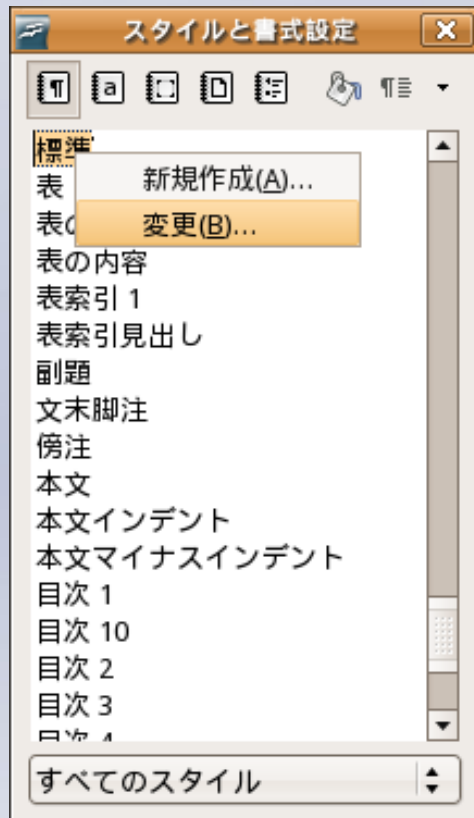 スタイルと書式設定
標準
新規作成(A)...
表
変更(B)...
表の
表の内容
表索引 1
表索引見出し
副題
文末脚注
傍注
本文
本文インデント
本文マイナスインデント
目次 1
目次 10
目次 2
目次 3
目次 4
すべてのスタイル